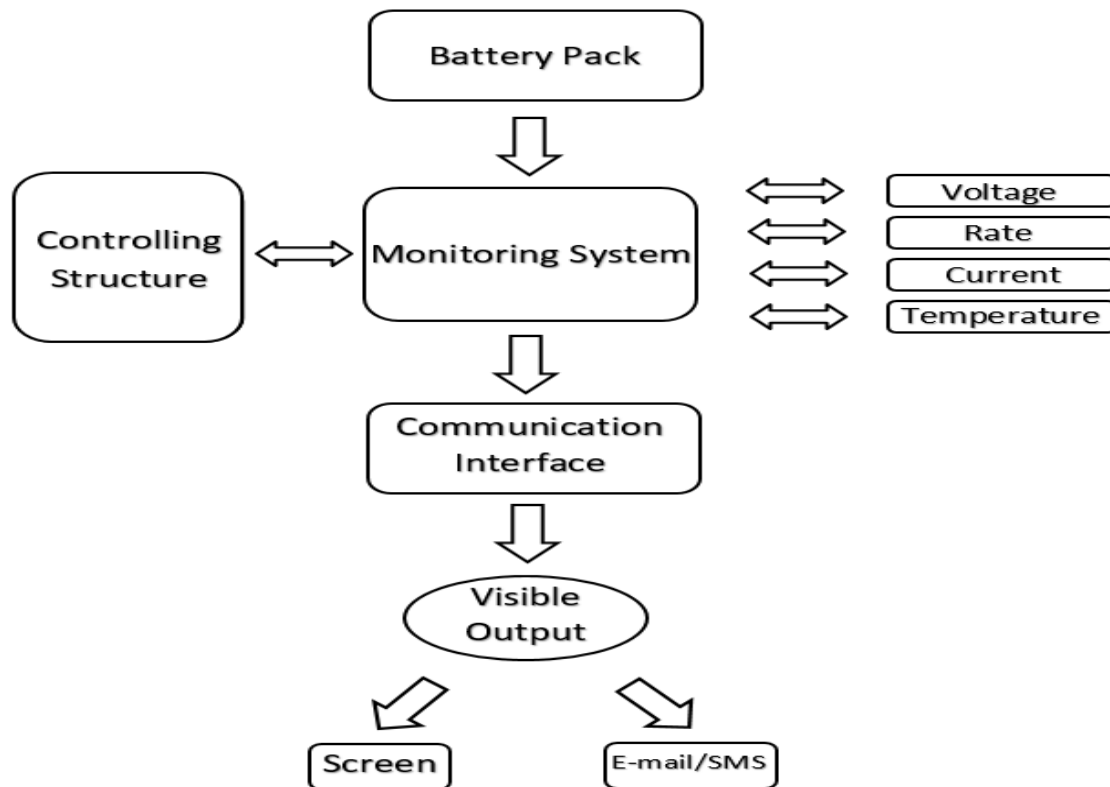 Battery Pack
Controlling
Structure
Monitoring System
Voltage
Rate
Current
Temperature
Communication
Interface
Visible
Output
Screen
E-mail/SMS